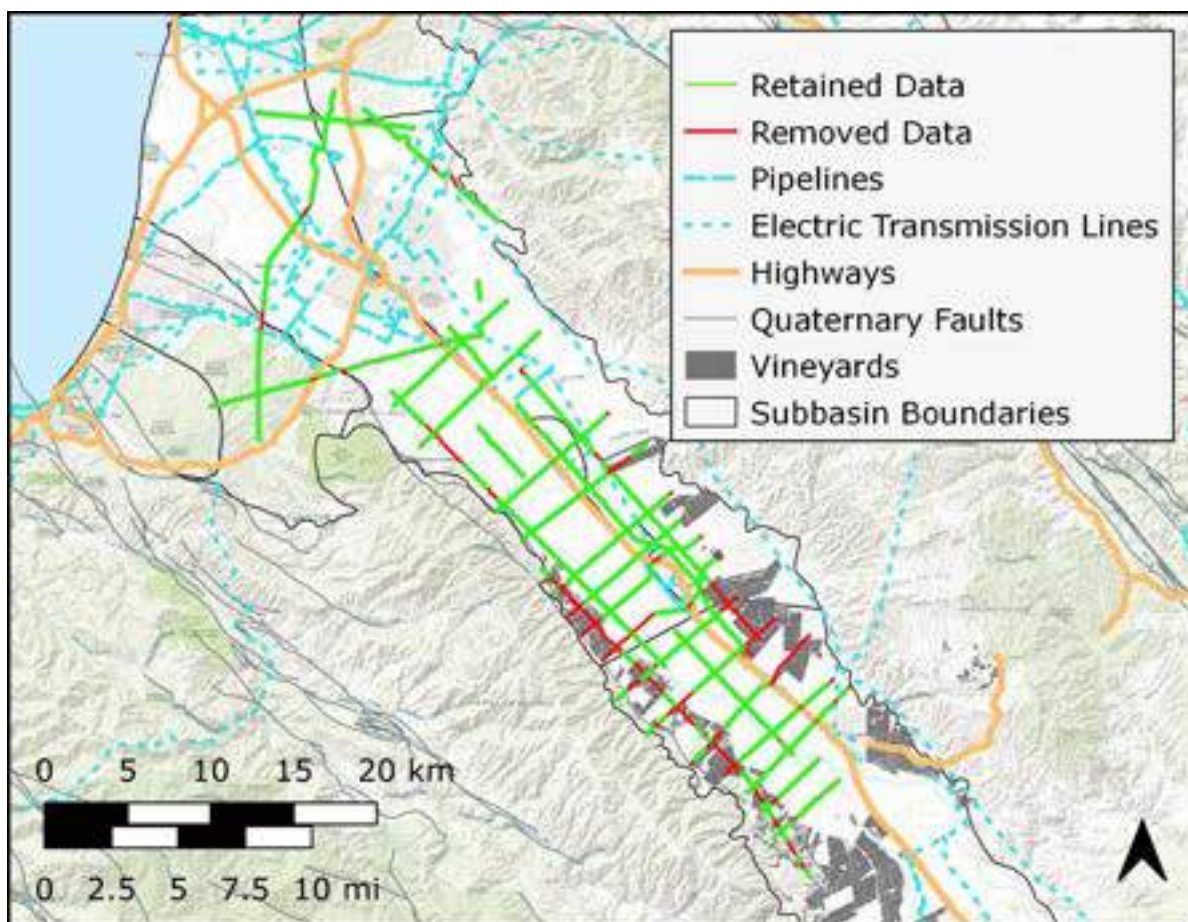 Retained Data
Removed Data
Pipelines
Electric Transmission Lines
Highways
Quaternary Faults
Vineyards
Subbasin Boundaries
0 5 10 15 20 km
0 2.5 5 7.5 10 mi